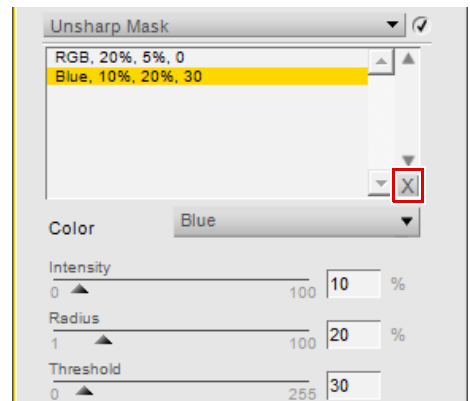 Unsharp Mask
RGB, 20%, 5%, 0
Blue, 10%, 20%, 30
X
Color Blue
Intensity
0 100 10 %
Radius
1 100 20 %
Threshold
0 255 30